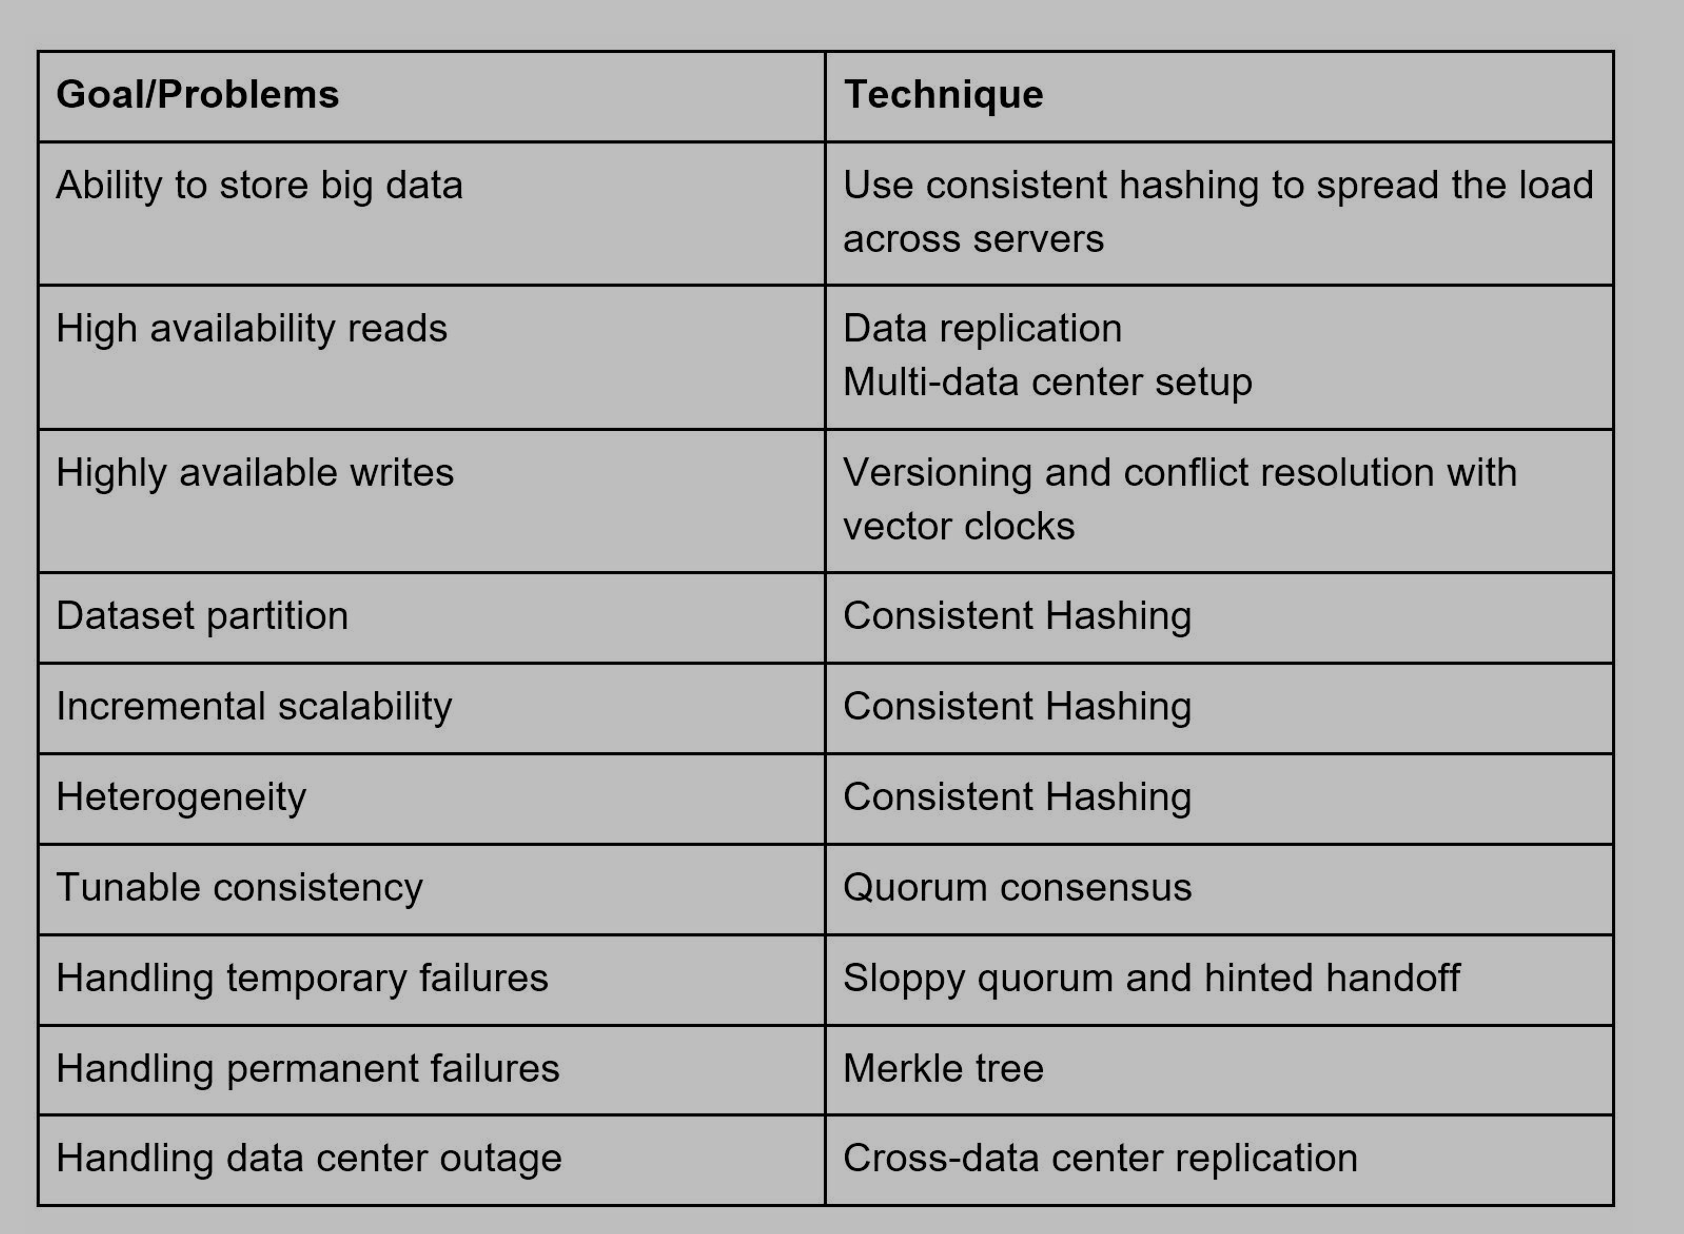 Goal/Problems
Technique
Ability to store big data
Use consistent hashing to spread the load
across servers
High availability reads
Data replication
Multi-data center setup
Highly available writes
Versioning and conflict resolution with
vector clocks
Dataset partition
Consistent Hashing
Incremental scalability
Consistent Hashing
Heterogeneity
Consistent Hashing
Tunable consistency
Quorum consensus
Handling temporary failures
Sloppy quorum and hinted handoff
Handling permanent failures
Merkle tree
Handling data center outage
Cross-data center replication